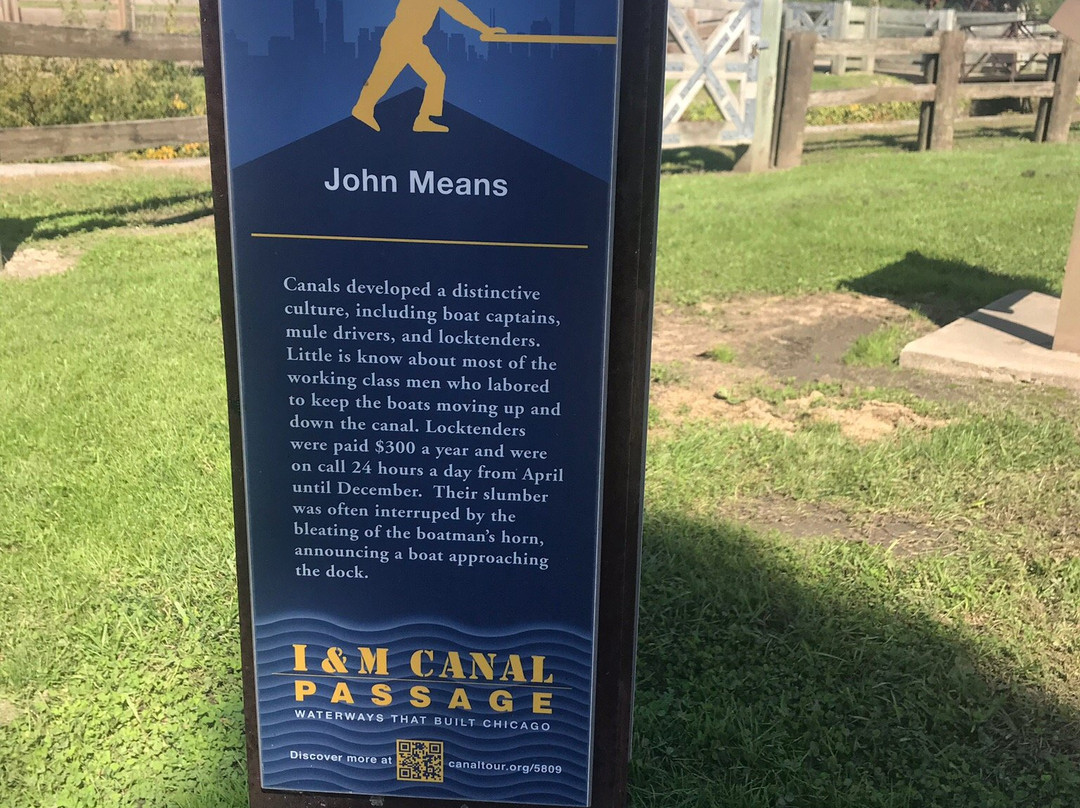 John Means
Canals developed a distinctive
culture, including boat captains,
mule drivers, and locktenders.
Little is know about most of the
working class men who labored
to keep the boats moving up and
down the canal. Locktenders
were paid $300 a year and were
on call 24 hours a day from April
until December. Their slumber
was often interruped by the
bleating of the boatman's horn,
announcing a boat approaching
the dock.
I & M CANAL
PASSAGE
WATERWAYS THAT BUILT CHICAGO
Discover more at canaltour.org/5809